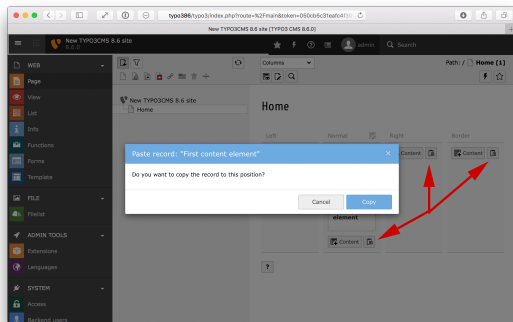 typo386/typo3/index.php?route=%2Fmain&token=050cb5c31eafc4f39
New TYPO3CMS 8.6 site [TYPO3 CMS 8.6.0]
New TYPO3CMS 8.6 site
8.6.0
admin
Search
WEB
Page
View
List
Info
Functions
Forms
Template
FILE
Filelist
ADMIN TOOLS
Extensions
Languages
SYSTEM
Access
Backend users
New TYPO3CMS 8.6 site
Home
Columns
Path: / Home [1]
Home
Left
Normal
Right
Border
Content
Content
Paste record: "First content element"
Do you want to copy the record to this position?
Cancel
Copy
element
Content
?